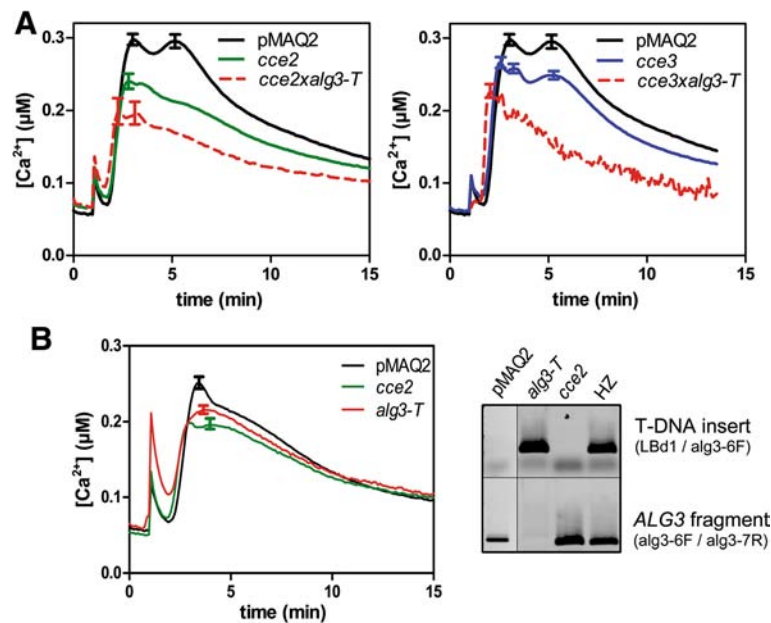 A
[Ca2+] (µM)
0.3
0.2
0.1
0.0
0 5 10 15
time (min)
pMAQ2
cce2
cce2xalg3-T
[Ca2+] (µM)
0.3
0.2
0.1
0.0
0 5 10 15
time (min)
pMAQ2
cce3
cce3xalg3-T
B
[Ca2+] (µM)
0.3
0.2
0.1
0.0
0 5 10 15
time (min)
pMAQ2
cce2
alg3-T
pMAQ2 alg3-T cce2 HZ
T-DNA insert
(LBd1 / alg3-6F)
ALG3 fragment
(alg3-6F / alg3-7R)